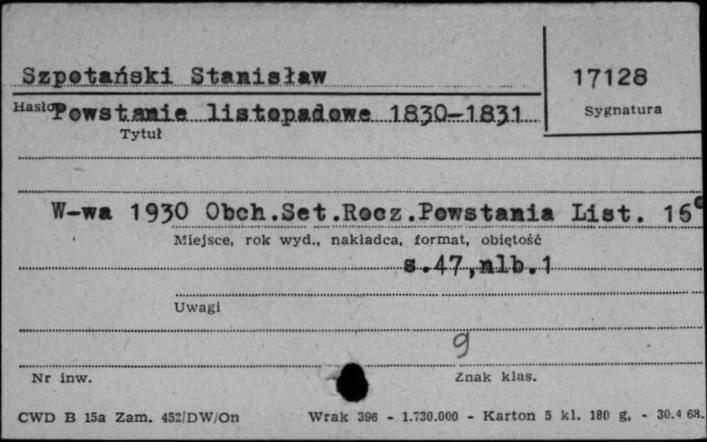 Szpotański Stanisław
17128
Hasło Powstanie listopadowe 1830-1831
Sygnatura
Tytuł
W-wa 1930 Obch.Set.Rocz.Powstania List. 16°
Miejsce, rok wyd., nakładca, format, obiętość
s.47,nlb.1
Uwagi
9
Nr inw.
Znak klas.
CWD B 15a Zam. 452/DW/On Wrak 396 - 1.730.000 - Karton 5 kl. 180 g. - 30.4 68.